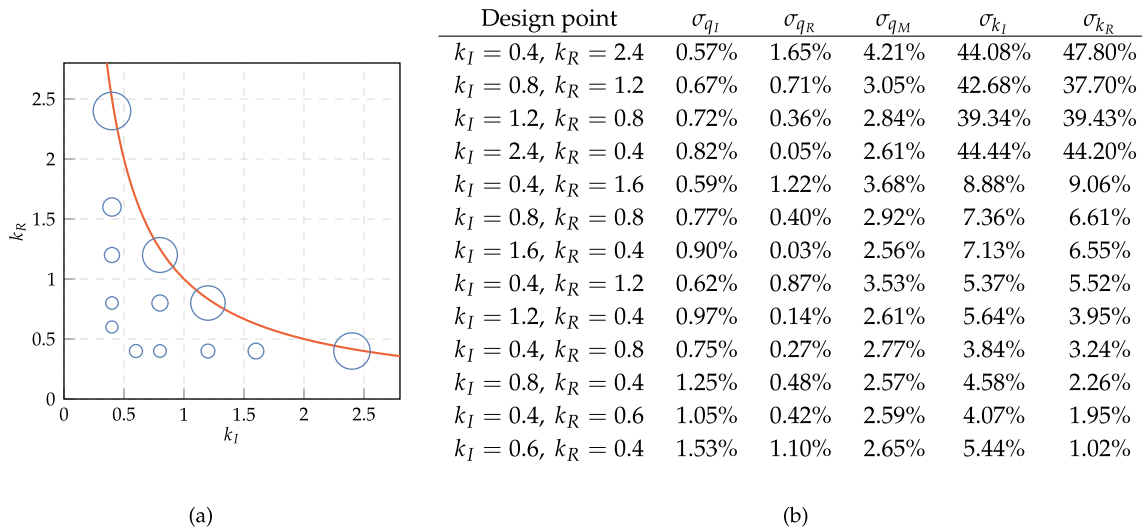 2.5
2
1.5
1
0.5
0
k_R
0 0.5 1 1.5 2 2.5
k_I
(a)
Design point σ_{q_I} σ_{q_R} σ_{q_M} σ_{k_I} σ_{k_R}
k_I = 0.4, k_R = 2.4 0.57% 1.65% 4.21% 44.08% 47.80%
k_I = 0.8, k_R = 1.2 0.67% 0.71% 3.05% 42.68% 37.70%
k_I = 1.2, k_R = 0.8 0.72% 0.36% 2.84% 39.34% 39.43%
k_I = 2.4, k_R = 0.4 0.82% 0.05% 2.61% 44.44% 44.20%
k_I = 0.4, k_R = 1.6 0.59% 1.22% 3.68% 8.88% 9.06%
k_I = 0.8, k_R = 0.8 0.77% 0.40% 2.92% 7.36% 6.61%
k_I = 1.6, k_R = 0.4 0.90% 0.03% 2.56% 7.13% 6.55%
k_I = 0.4, k_R = 1.2 0.62% 0.87% 3.53% 5.37% 5.52%
k_I = 1.2, k_R = 0.4 0.97% 0.14% 2.61% 5.64% 3.95%
k_I = 0.4, k_R = 0.8 0.75% 0.27% 2.77% 3.84% 3.24%
k_I = 0.8, k_R = 0.4 1.25% 0.48% 2.57% 4.58% 2.26%
k_I = 0.4, k_R = 0.6 1.05% 0.42% 2.59% 4.07% 1.95%
k_I = 0.6, k_R = 0.4 1.53% 1.10% 2.65% 5.44% 1.02%
(b)